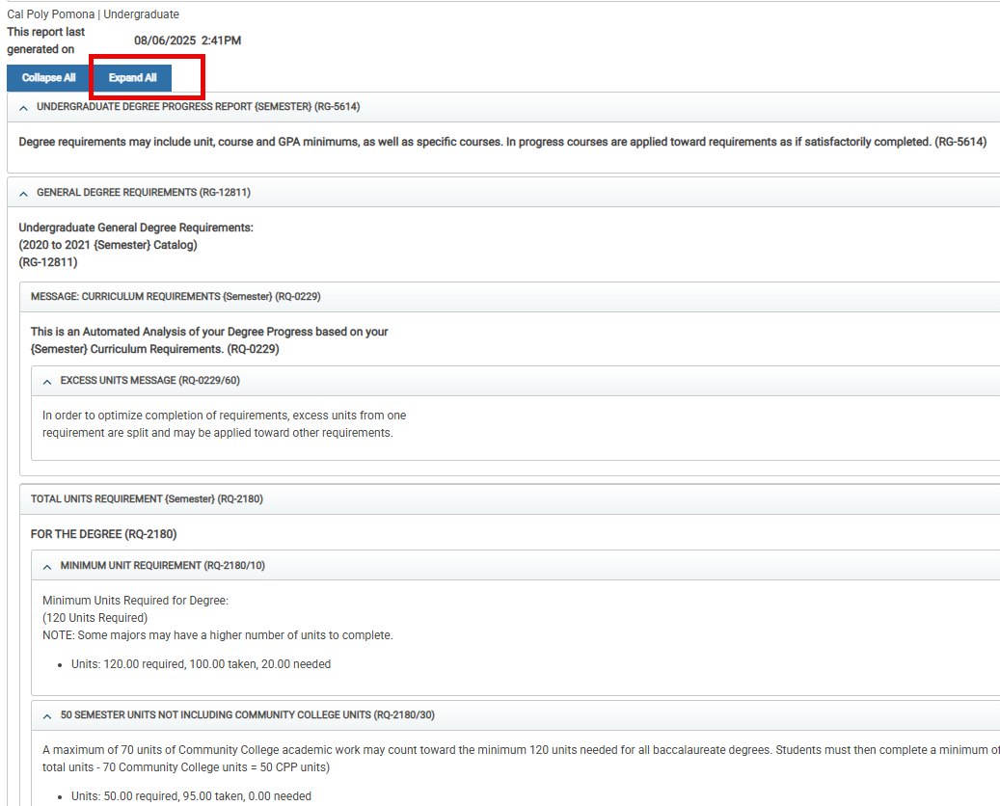 Cal Poly Pomona | Undergraduate
This report last
generated on
08/06/2025 2:41PM
Collapse All
Expand All
UNDERGRADUATE DEGREE PROGRESS REPORT {SEMESTER} (RG-5614)
Degree requirements may include unit, course and GPA minimums, as well as specific courses. In progress courses are applied toward requirements as if satisfactorily completed. (RG-5614)
GENERAL DEGREE REQUIREMENTS (RG-12811)
Undergraduate General Degree Requirements:
(2020 to 2021 {Semester} Catalog)
(RG-12811)
MESSAGE: CURRICULUM REQUIREMENTS {Semester} (RQ-0229)
This is an Automated Analysis of your Degree Progress based on your
{Semester} Curriculum Requirements. (RQ-0229)
EXCESS UNITS MESSAGE (RQ-0229/60)
In order to optimize completion of requirements, excess units from one
requirement are split and may be applied toward other requirements.
TOTAL UNITS REQUIREMENT {Semester} (RQ-2180)
FOR THE DEGREE (RQ-2180)
MINIMUM UNIT REQUIREMENT (RQ-2180/10)
Minimum Units Required for Degree:
(120 Units Required)
NOTE: Some majors may have a higher number of units to complete.
• Units: 120.00 required, 100.00 taken, 20.00 needed
50 SEMESTER UNITS NOT INCLUDING COMMUNITY COLLEGE UNITS (RQ-2180/30)
A maximum of 70 units of Community College academic work may count toward the minimum 120 units needed for all baccalaureate degrees. Students must then complete a minimum of
total units - 70 Community College units = 50 CPP units)
• Units: 50.00 required, 95.00 taken, 0.00 needed